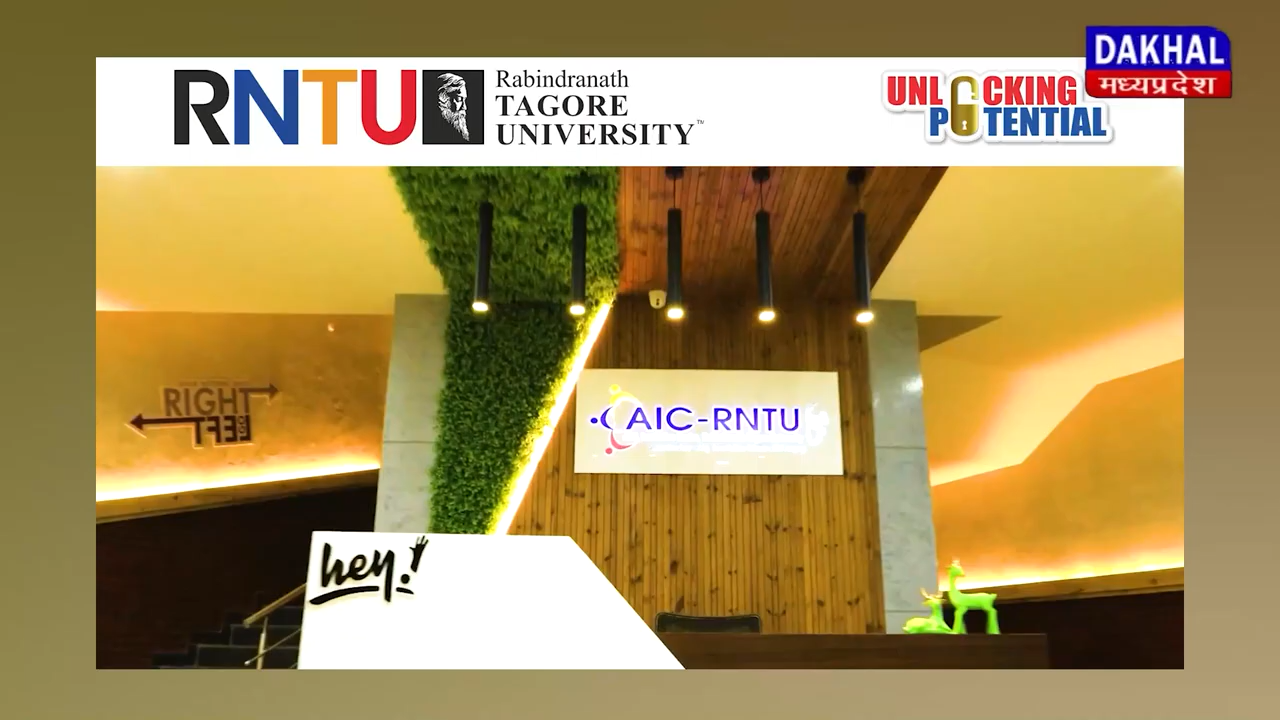 RNTU
Rabindranath
TAGORE
UNIVERSITY™
UNLOCKING
POTENTIAL
DAKHAL
मध्यप्रदेश
RIGHT
LEFT
AIC-RNTU
hey!